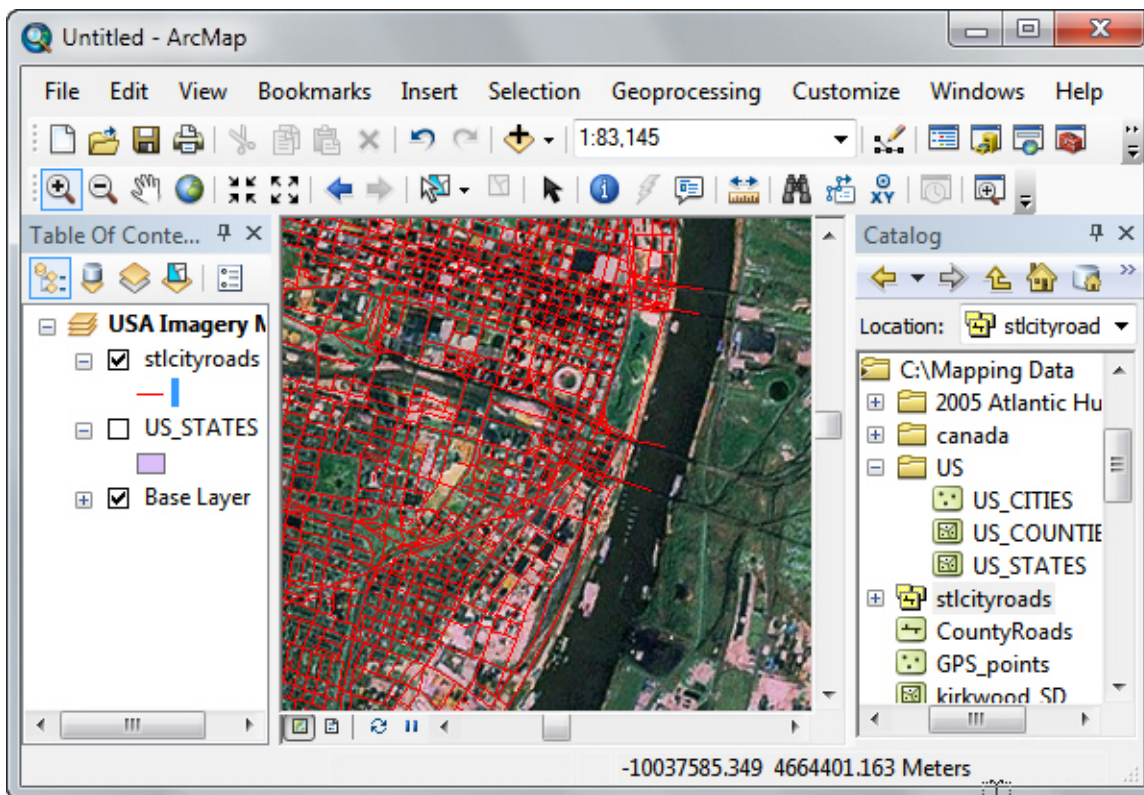 Untitled - ArcMap
File Edit View Bookmarks Insert Selection Geoprocessing Customize Windows Help
1:83,145
XY
Table Of Conte...
USA Imagery M
stlcityroads
US_STATES
Base Layer
Catalog
Location: stlcityroad
C:\Mapping Data
2005 Atlantic Hu
canada
US
US_CITIES
US_COUNTIE
US_STATES
stlcityroads
CountyRoads
GPS_points
kirkwood_SD
-10037585.349 4664401.163 Meters